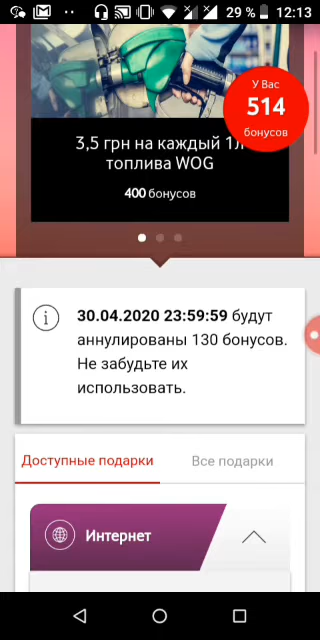 29 % 12:13
У Вас
514
бонусов
3,5 грн на каждый 1л
топлива WOG
400 бонусов
30.04.2020 23:59:59 будут
аннулированы 130 бонусов.
Не забудьте их
использовать.
Доступные подарки Все подарки
Интернет